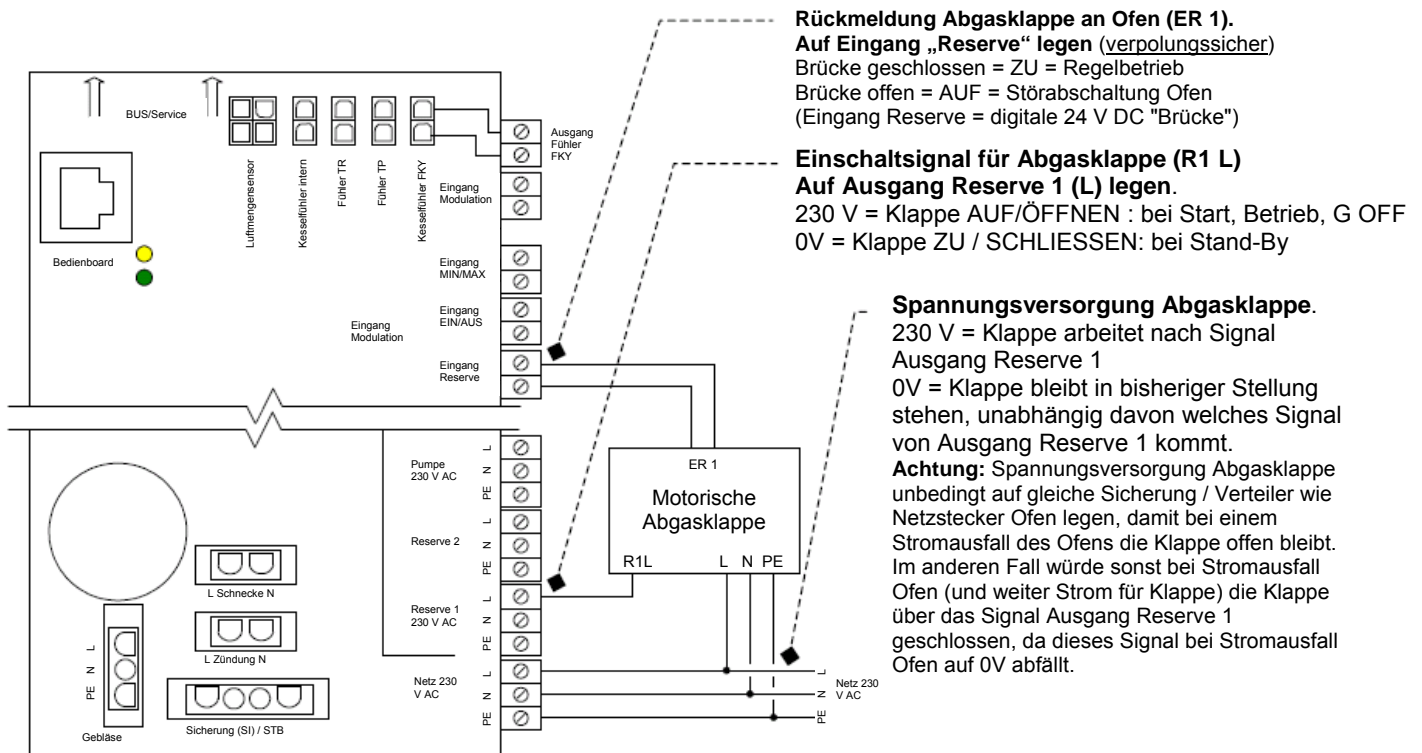 Rückmeldung Abgasklappe an Ofen (ER 1).
Auf Eingang „Reserve“ legen (verpolungssicher)
Brücke geschlossen = ZU = Regelbetrieb
Brücke offen = AUF = Störabschaltung Ofen
(Eingang Reserve = digitale 24 V DC "Brücke")
Einschaltsignal für Abgasklappe (R1 L)
Auf Ausgang Reserve 1 (L) legen.
230 V = Klappe AUF/ÖFFNEN : bei Start, Betrieb, G OFF
0V = Klappe ZU / SCHLIESSEN: bei Stand-By
Spannungsversorgung Abgasklappe.
230 V = Klappe arbeitet nach Signal
Ausgang Reserve 1
0V = Klappe bleibt in bisheriger Stellung
stehen, unabhängig davon welches Signal
von Ausgang Reserve 1 kommt.
Achtung: Spannungsversorgung Abgasklappe
unbedingt auf gleiche Sicherung / Verteiler wie
Netzstecker Ofen legen, damit bei einem
Stromausfall des Ofens die Klappe offen bleibt.
Im anderen Fall würde sonst bei Stromausfall
Ofen (und weiter Strom für Klappe) die Klappe
über das Signal Ausgang Reserve 1
geschlossen, da dieses Signal bei Stromausfall
Ofen auf 0V abfällt.
BUS/Service
Bedienboard
Luftmengensensor
Kesselfühler intern
Fühler TR
Fühler TP
Kesselfühler FKY
Ausgang
Fühler
FKY
Eingang
Modulation
Eingang
MIN/MAX
Eingang
EIN/AUS
Eingang
Modulation
Eingang
Reserve
Pumpe
230 V AC
L
N
PE
Reserve 2
L
N
PE
Reserve 1
230 V AC
L
N
PE
Netz 230
V AC
L
N
PE
ER 1
Motorische
Abgasklappe
R1L
L N PE
L
N
PE
Netz 230
V AC
L Schnecke N
L Zündung N
Sicherung (SI) / STB
L
N
PE
Gebläse